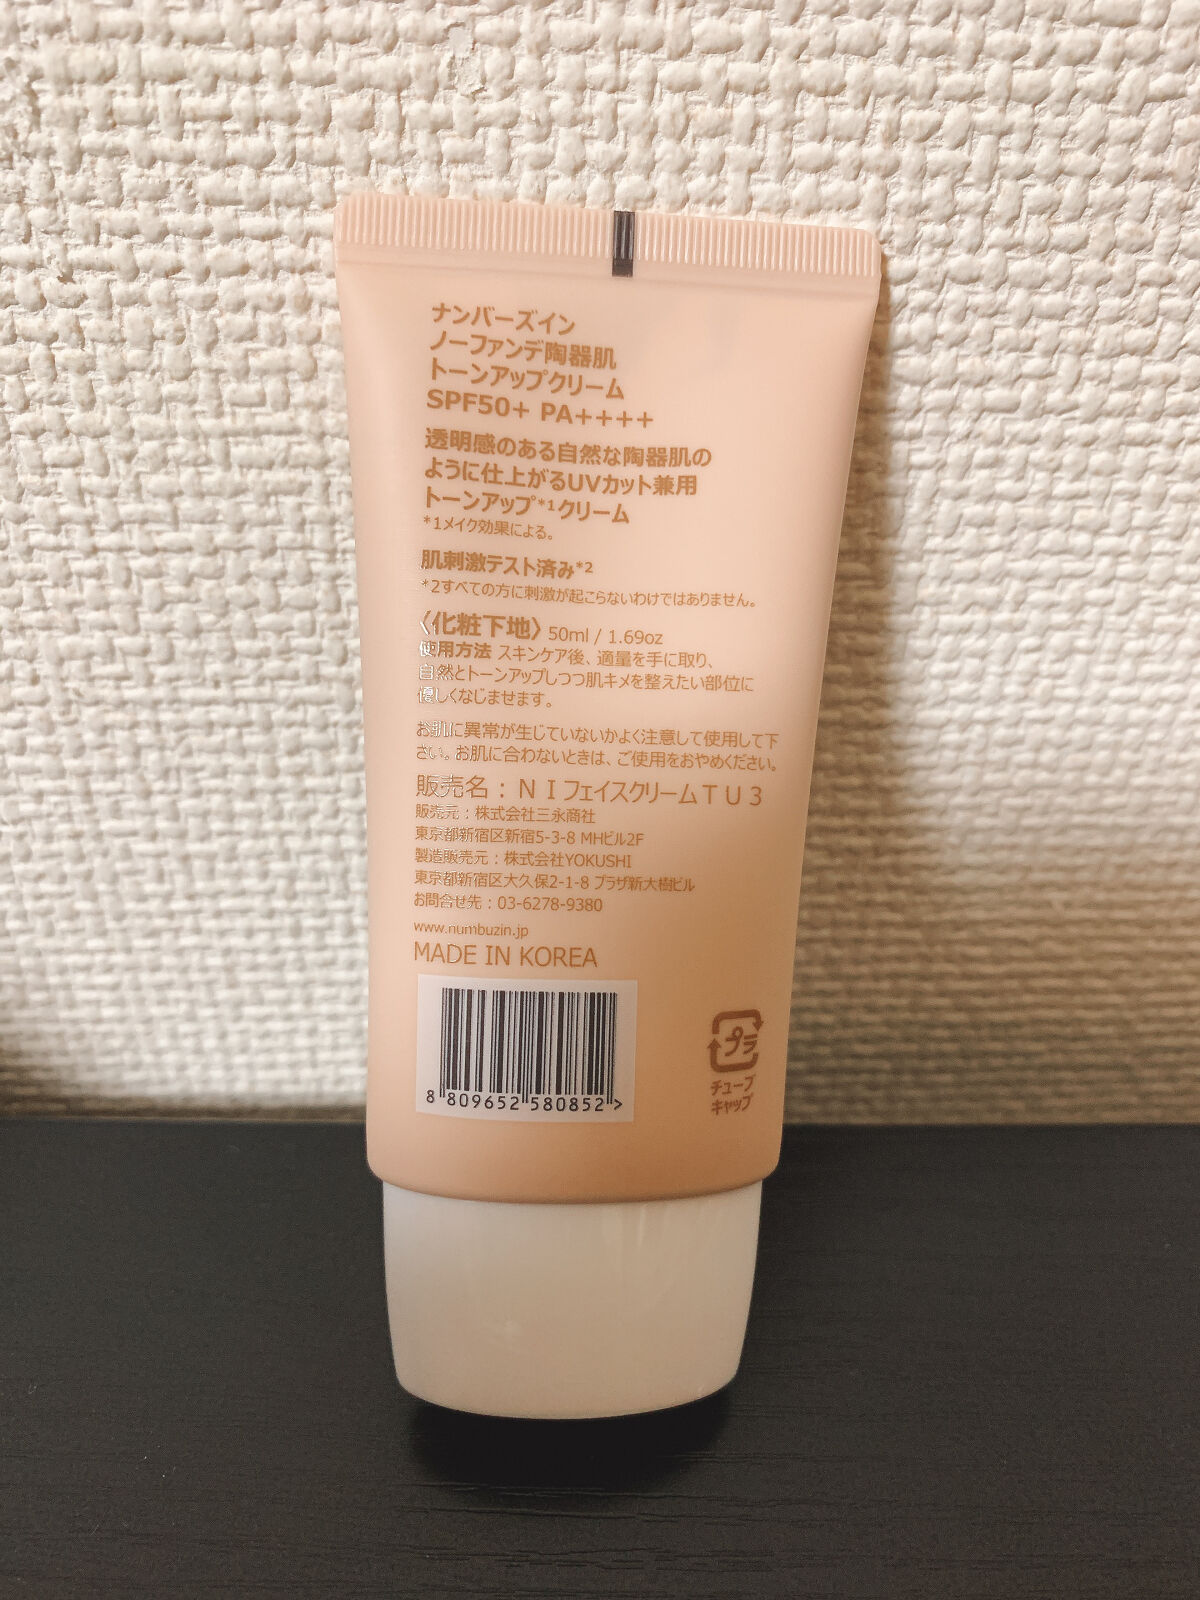 ナンバーズイン
ノーファンデ陶器肌
トーンアップクリーム
SPF50+ PA++++
透明感のある自然な陶器肌の
ように仕上がるUVカット兼用
トーンアップ*1クリーム
*1メイク効果による。
肌刺激テスト済み*2
*2すべての方に刺激が起こらないわけではありません。
〈化粧下地〉50ml / 1.69oz
使用方法 スキンケア後、適量を手に取り、
自然とトーンアップしつつ肌キメを整えたい部位に
優しくなじませます。
お肌に異常が生じていないかよく注意して使用して下
さい。お肌に合わないときは、ご使用をおやめください。
販売名：ＮＩフェイスクリームＴＵ３
販売元：株式会社三永商社
東京都新宿区新宿5-3-8 MHビル2F
製造販売元：株式会社YOKUSHI
東京都新宿区大久保2-1-8 プラザ新大樹ビル
お問合せ先：03-6278-9380
www.numbuzin.jp
MADE IN KOREA
8 809652 580852 >
プラ
チューブ
キャップ